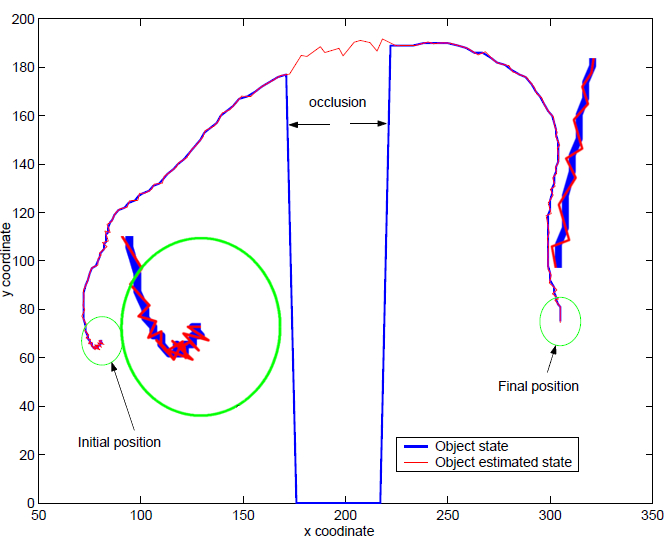 200
180
160
140
120
100
80
60
40
20
0
y coordinate
occlusion
Initial position
Final position
Object state
Object estimated state
50
100
150
200
250
300
350
x coodinate